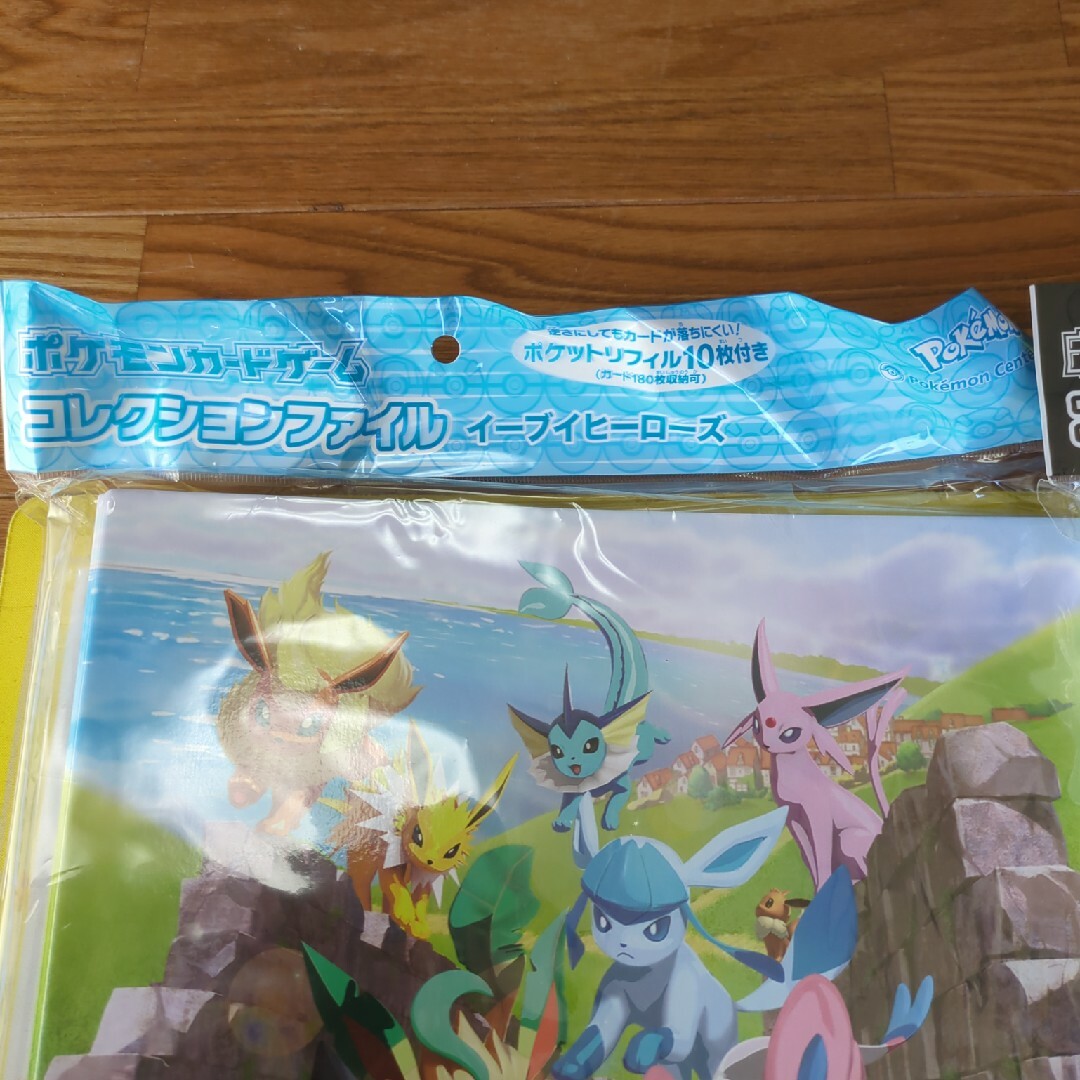 ポケモンカードゲーム
コレクションファイル イーブイヒーローズ
逆さにしてもカードが落ちにくい!
ポケットリフィル10枚付き
(カード180枚収納可)
Pokémon
Pokémon Cente